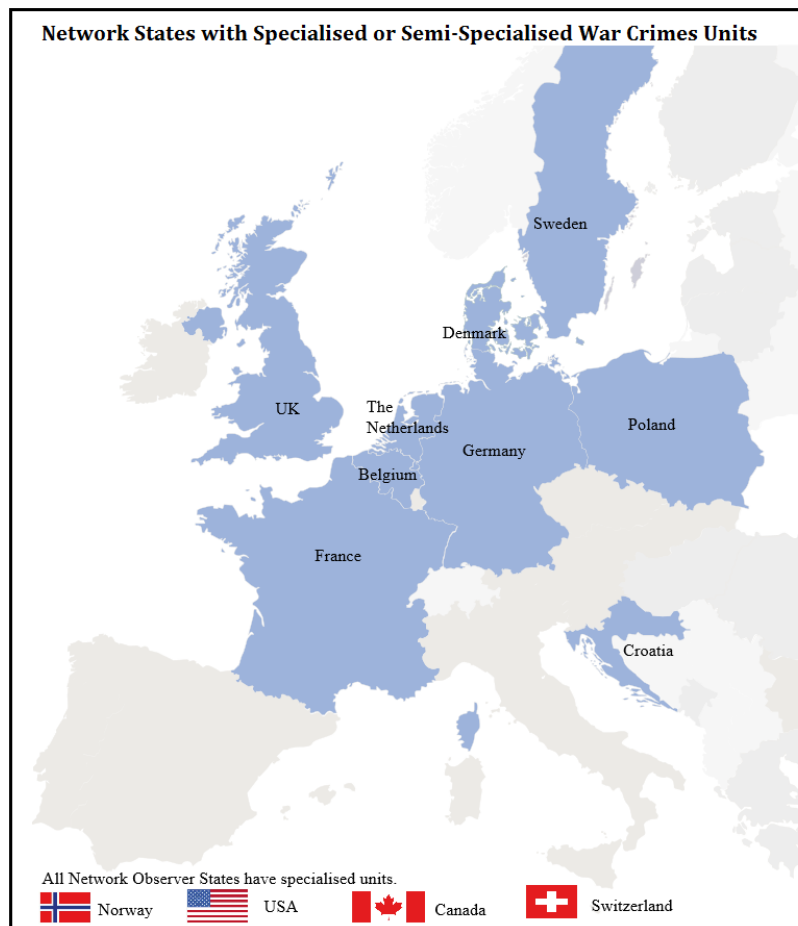 Network States with Specialised or Semi-Specialised War Crimes Units
Sweden
Denmark
The
Netherlands
UK
Poland
Germany
Belgium
France
Croatia
All Network Observer States have specialised units.
Norway
USA
Canada
Switzerland